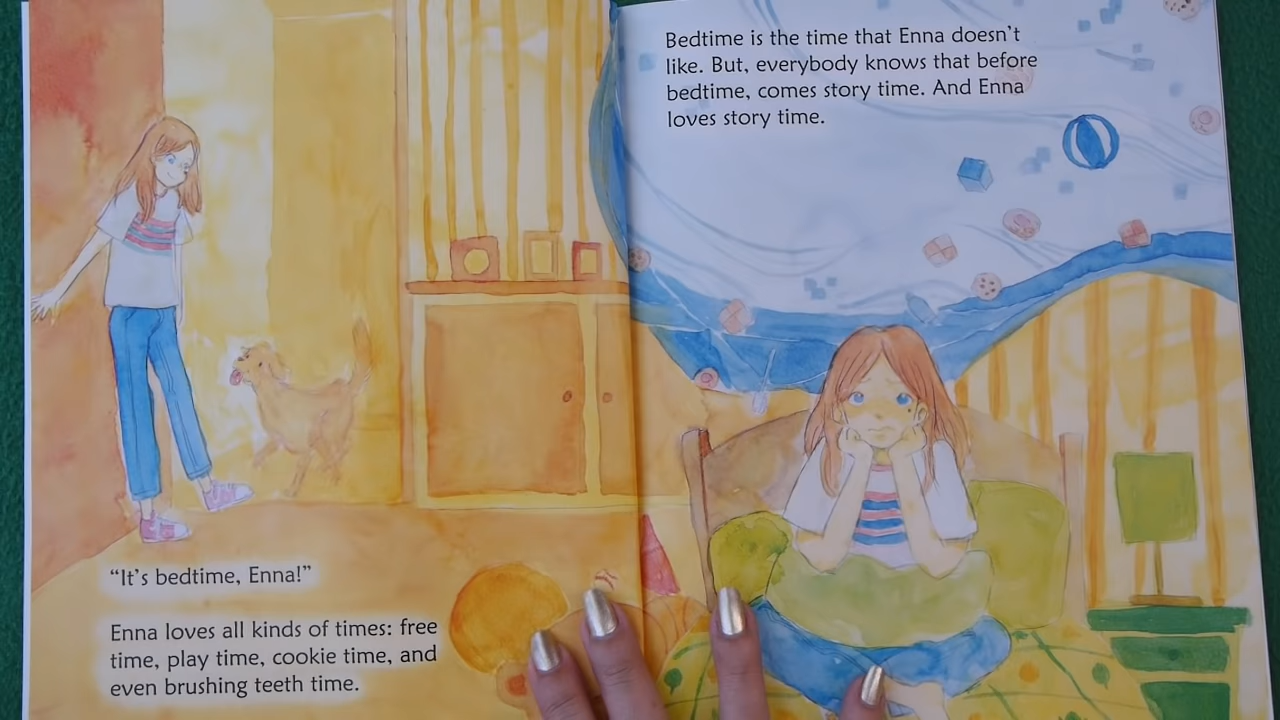 “It’s bedtime, Enna!”
Enna loves all kinds of times: free
time, play time, cookie time, and
even brushing teeth time.
Bedtime is the time that Enna doesn’t
like. But, everybody knows that before
bedtime, comes story time. And Enna
loves story time.